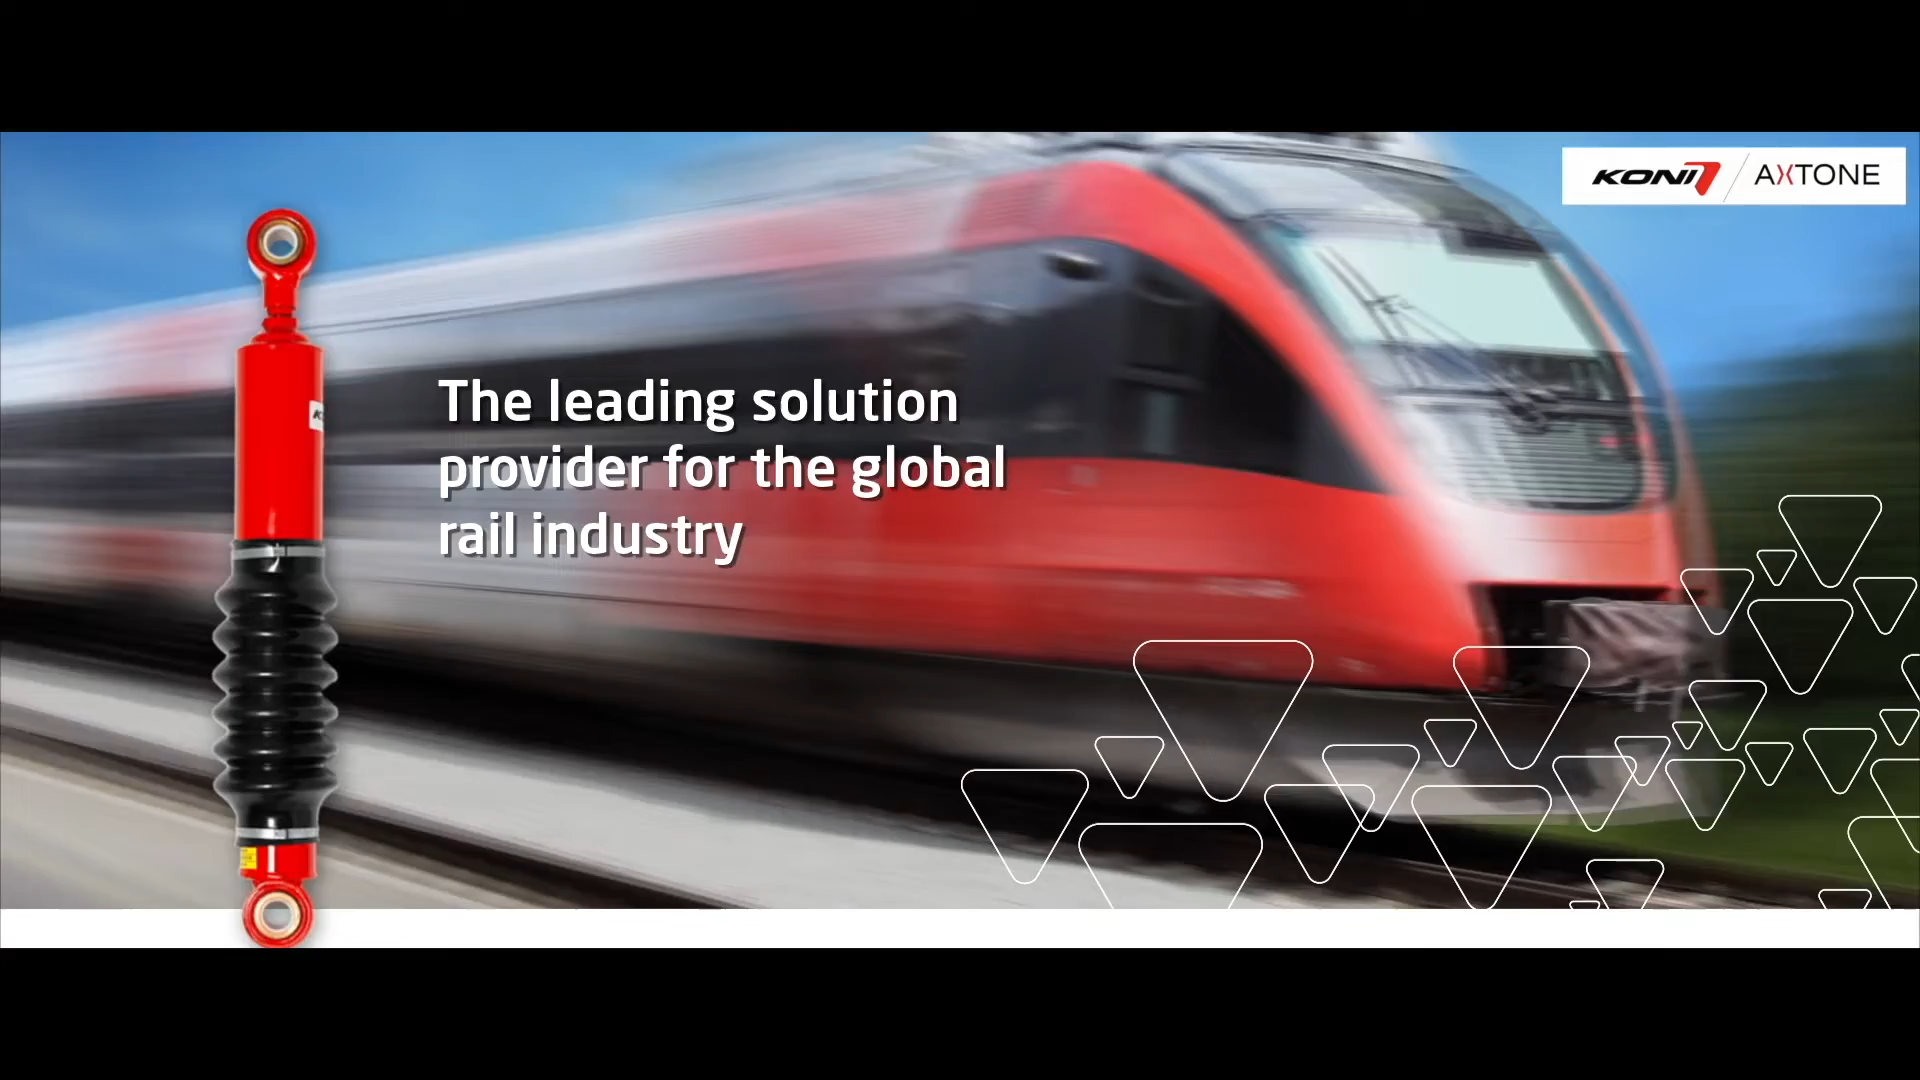 KONI / AXTONE
The leading solution
provider for the global
rail industry